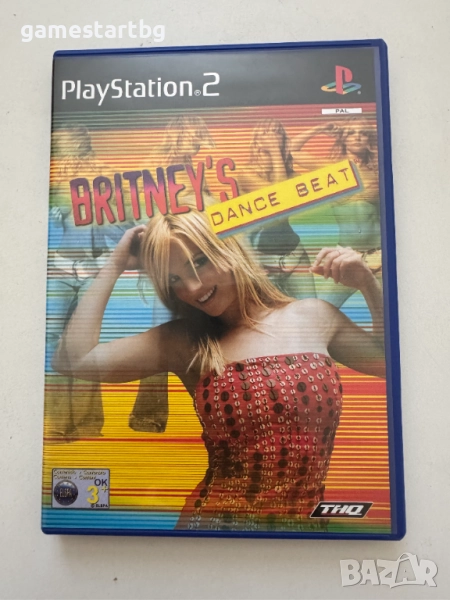 gamestartbg
PlayStation®2
PAL
BRITNEY'S
DANCE BEAT
OK
3+
THQ
BAZAR